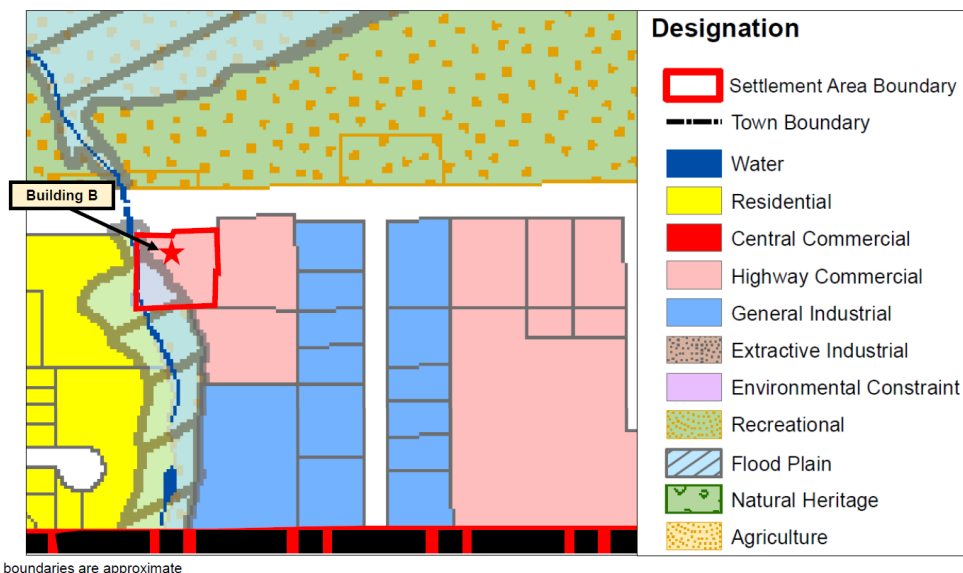 Building B
Designation
Settlement Area Boundary
Town Boundary
Water
Residential
Central Commercial
Highway Commercial
General Industrial
Extractive Industrial
Environmental Constraint
Recreational
Flood Plain
Natural Heritage
Agriculture
boundaries are approximate